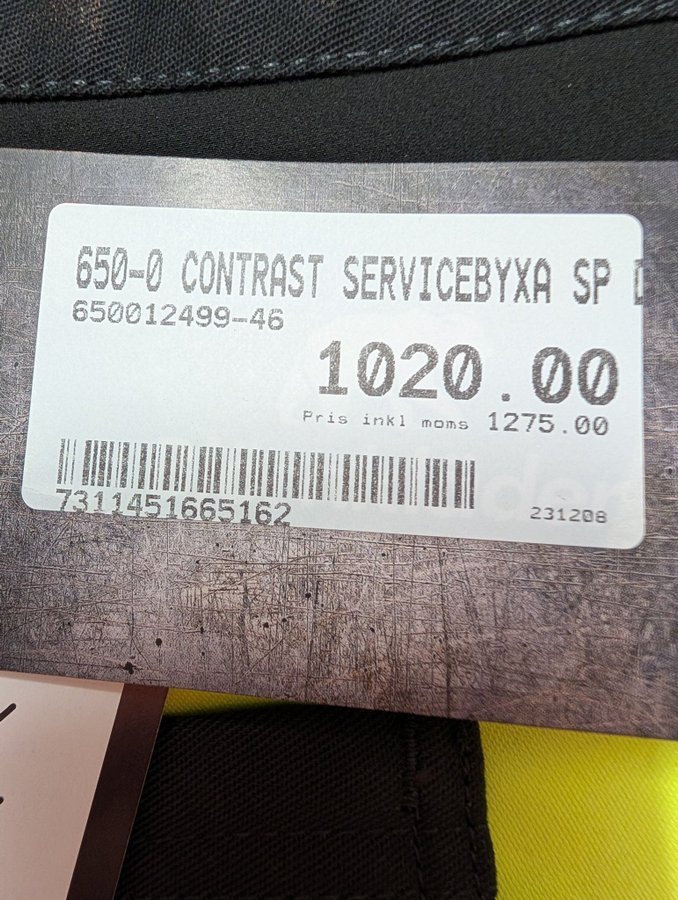 650-0 CONTRAST SERVICEBYXA SP
650012499-46
1020.00
Pris inkl moms 1275.00
7311451665162
231208